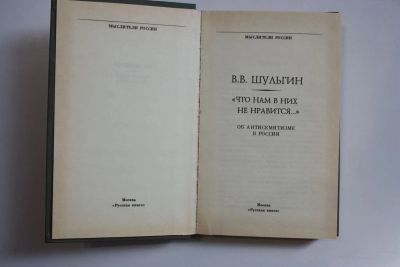 МЫСЛИТЕЛИ РОССИИ
Москва
«Русская книга»
МЫСЛИТЕЛИ РОССИИ
В.В. ШУЛЬГИН
«ЧТО НАМ В НИХ
НЕ НРАВИТСЯ...»
ОБ АНТИСЕМИТИЗМЕ
В РОССИИ
Москва
«Русская книга»